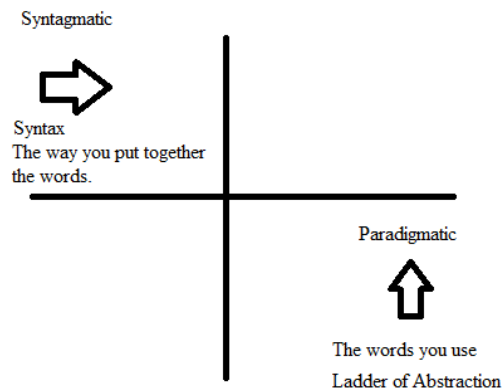 Syntagmatic
Syntax
The way you put together
the words.
Paradigmatic
The words you use
Ladder of Abstraction